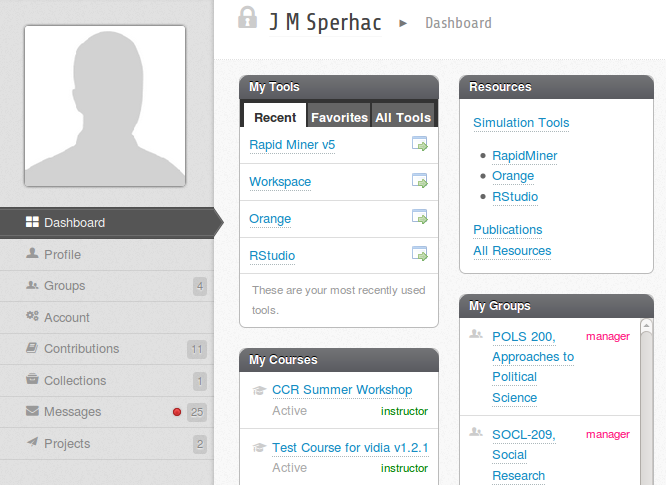 J M Sperhac ▶ Dashboard
Dashboard
Profile
Groups 4
Account
Contributions 11
Collections 1
Messages 25
Projects 2
My Tools
Recent Favorites All Tools
Rapid Miner v5
Workspace
Orange
RStudio
These are your most recently used
tools.
My Courses
CCR Summer Workshop
Active instructor
Test Course for vidia v1.2.1
Active instructor
Resources
Simulation Tools
RapidMiner
Orange
RStudio
Publications
All Resources
My Groups
POLS 200, manager
Approaches to
Political
Science
SOCL-209, manager
Social
Research